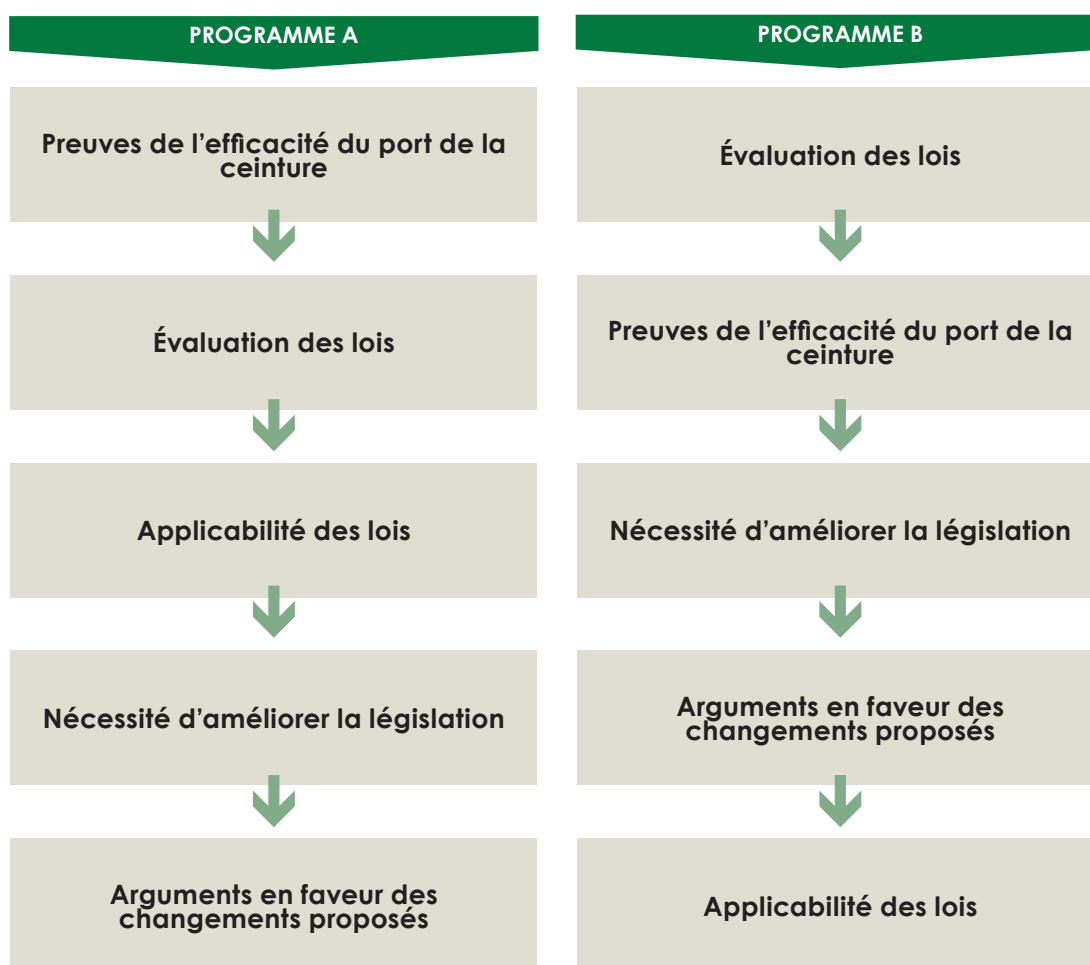 PROGRAMME A
Preuves de l'efficacité du port de la
ceinture
Évaluation des lois
Applicabilité des lois
Nécessité d'améliorer la législation
Arguments en faveur des
changements proposés
PROGRAMME B
Évaluation des lois
Preuves de l'efficacité du port de la
ceinture
Nécessité d'améliorer la législation
Arguments en faveur des
changements proposés
Applicabilité des lois